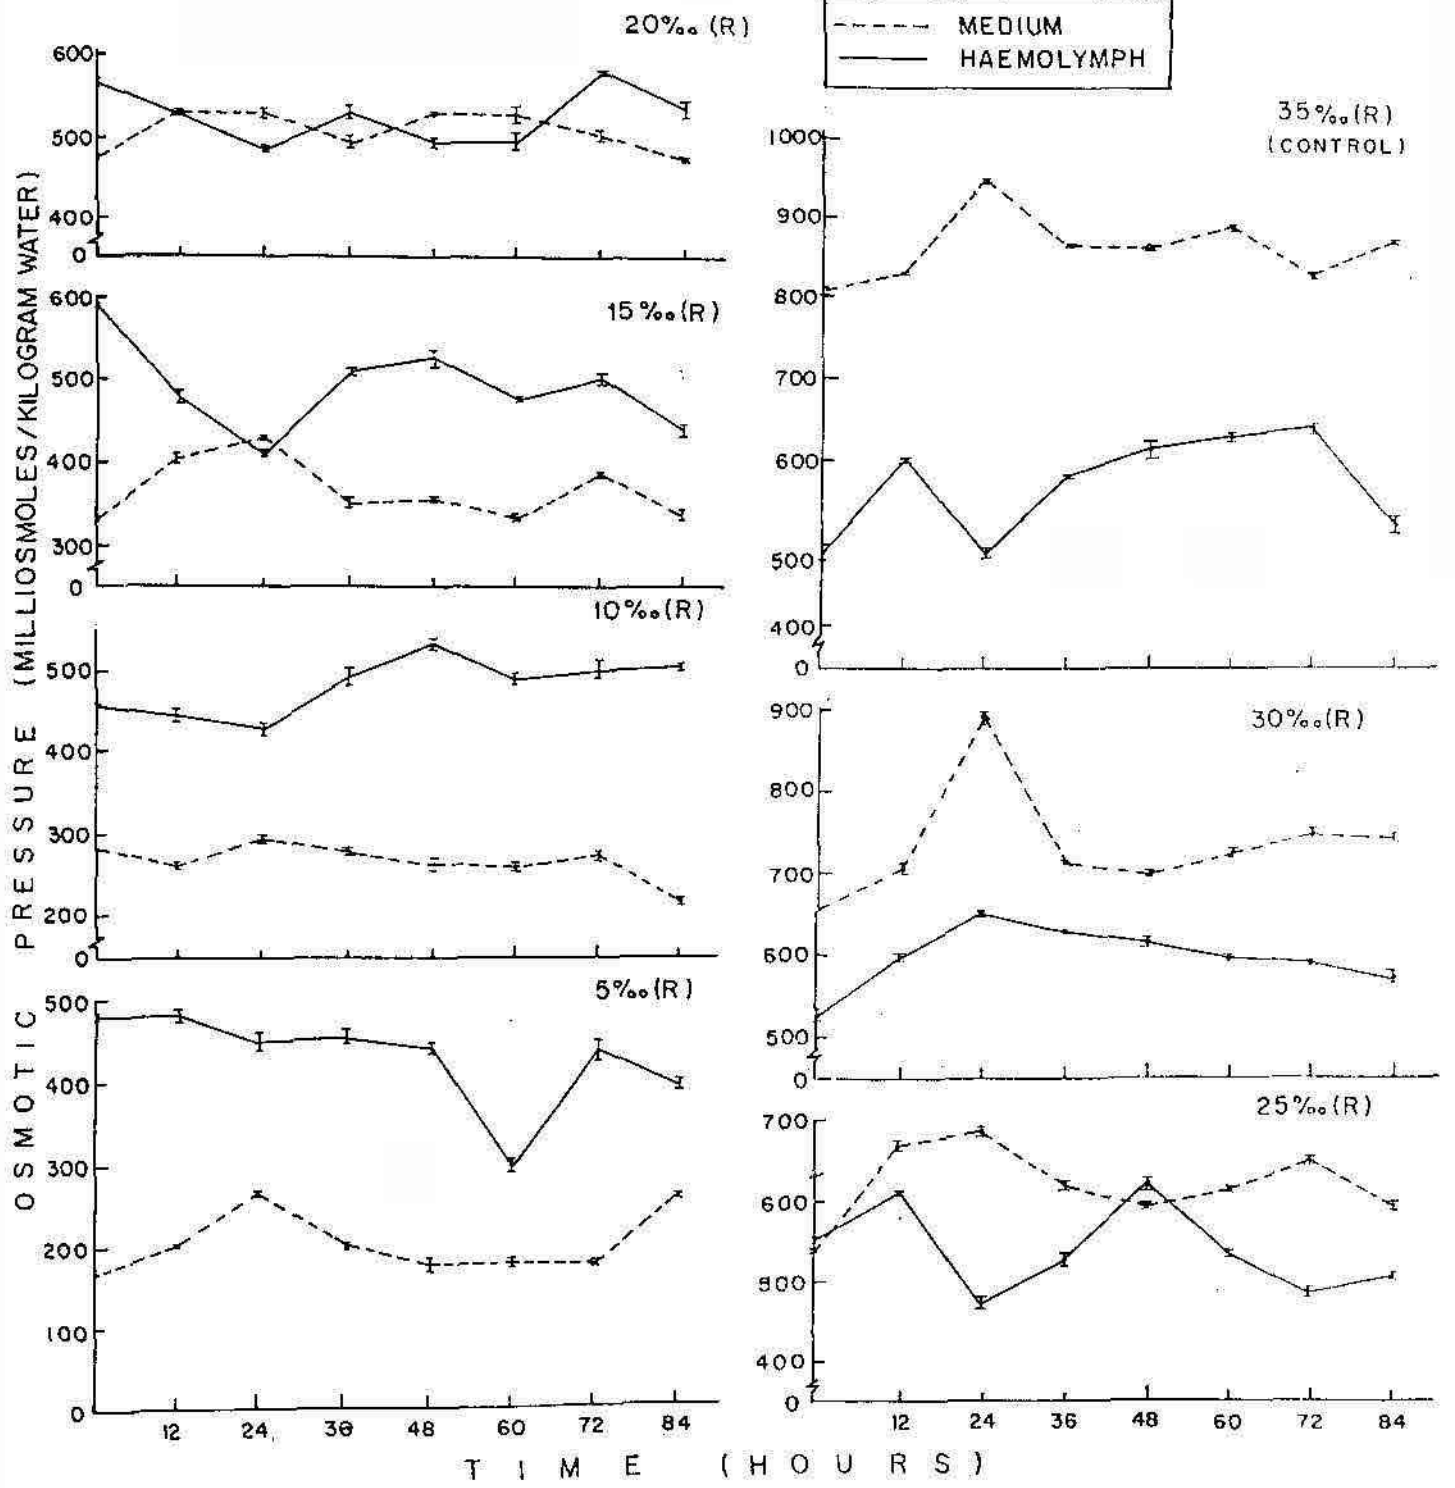 MEDIUM
HAEMOLYMPH
OSMOTIC PRESSURE (MILLIOSMOLES/KILOGRAM WATER)
20‰ (R)
600
500
400
0
15‰ (R)
600
500
400
300
0
10‰ (R)
500
400
300
200
0
5‰ (R)
500
400
300
200
100
0
12 24 36 48 60 72 84
35‰ (R)
(CONTROL)
1000
900
800
700
600
500
400
0
30‰ (R)
900
800
700
600
500
0
25‰ (R)
700
600
500
400
0
12 24 36 48 60 72 84
TIME (HOURS)